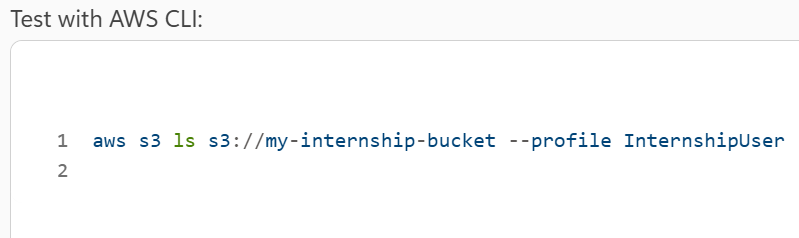 Test with AWS CLI:
1 aws s3 ls s3://my-internship-bucket --profile InternshipUser
2